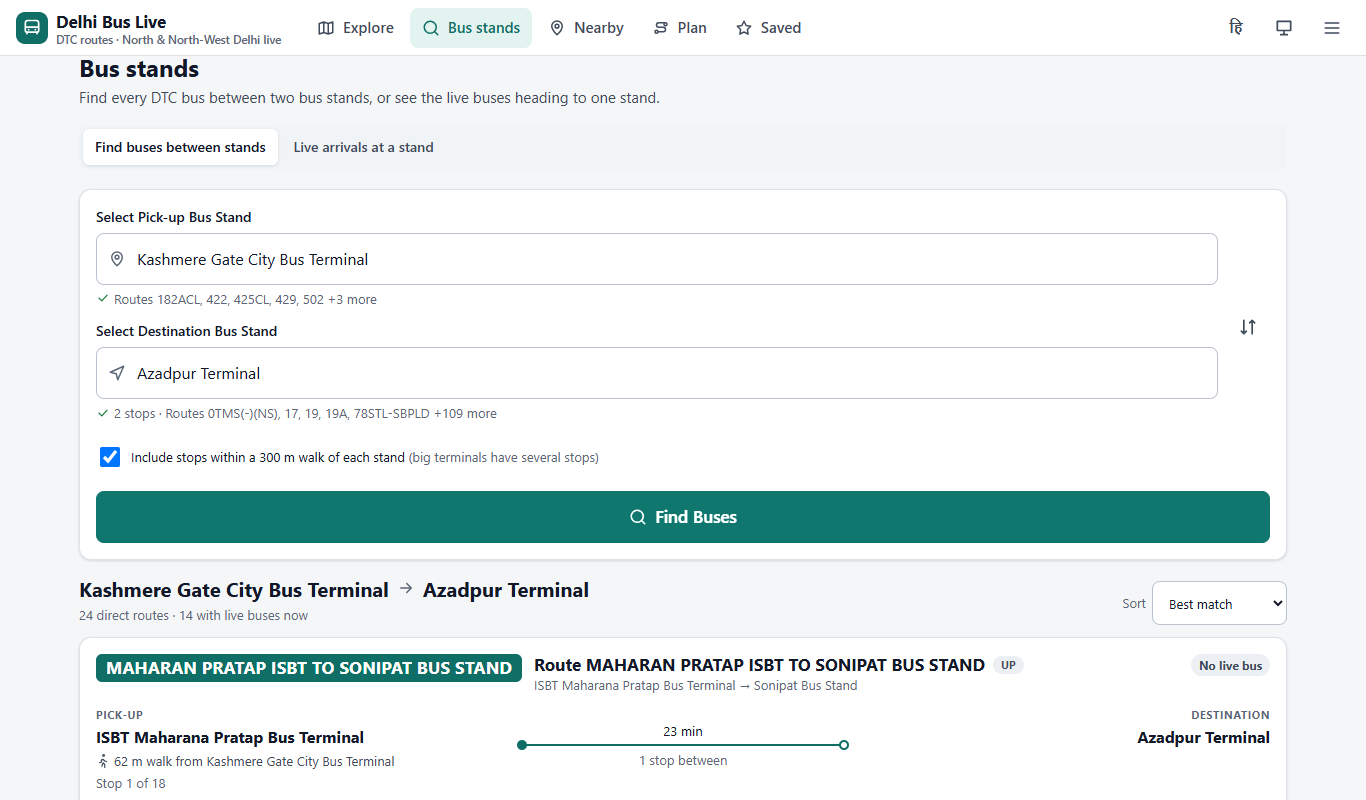 Delhi Bus Live
DTC routes · North & North-West Delhi live
Explore
Bus stands
Nearby
Plan
Saved
हि
Bus stands
Find every DTC bus between two bus stands, or see the live buses heading to one stand.
Find buses between stands
Live arrivals at a stand
Select Pick-up Bus Stand
Kashmere Gate City Bus Terminal
Routes 182ACL, 422, 425CL, 429, 502 +3 more
Select Destination Bus Stand
Azadpur Terminal
2 stops · Routes 0TMS(-)(NS), 17, 19, 19A, 78STL-SBPLD +109 more
Include stops within a 300 m walk of each stand (big terminals have several stops)
Find Buses
Kashmere Gate City Bus Terminal → Azadpur Terminal
24 direct routes · 14 with live buses now
Sort
Best match
MAHARAN PRATAP ISBT TO SONIPAT BUS STAND
Route MAHARAN PRATAP ISBT TO SONIPAT BUS STAND UP
ISBT Maharana Pratap Bus Terminal → Sonipat Bus Stand
No live bus
PICK-UP
ISBT Maharana Pratap Bus Terminal
62 m walk from Kashmere Gate City Bus Terminal
Stop 1 of 18
23 min
1 stop between
DESTINATION
Azadpur Terminal